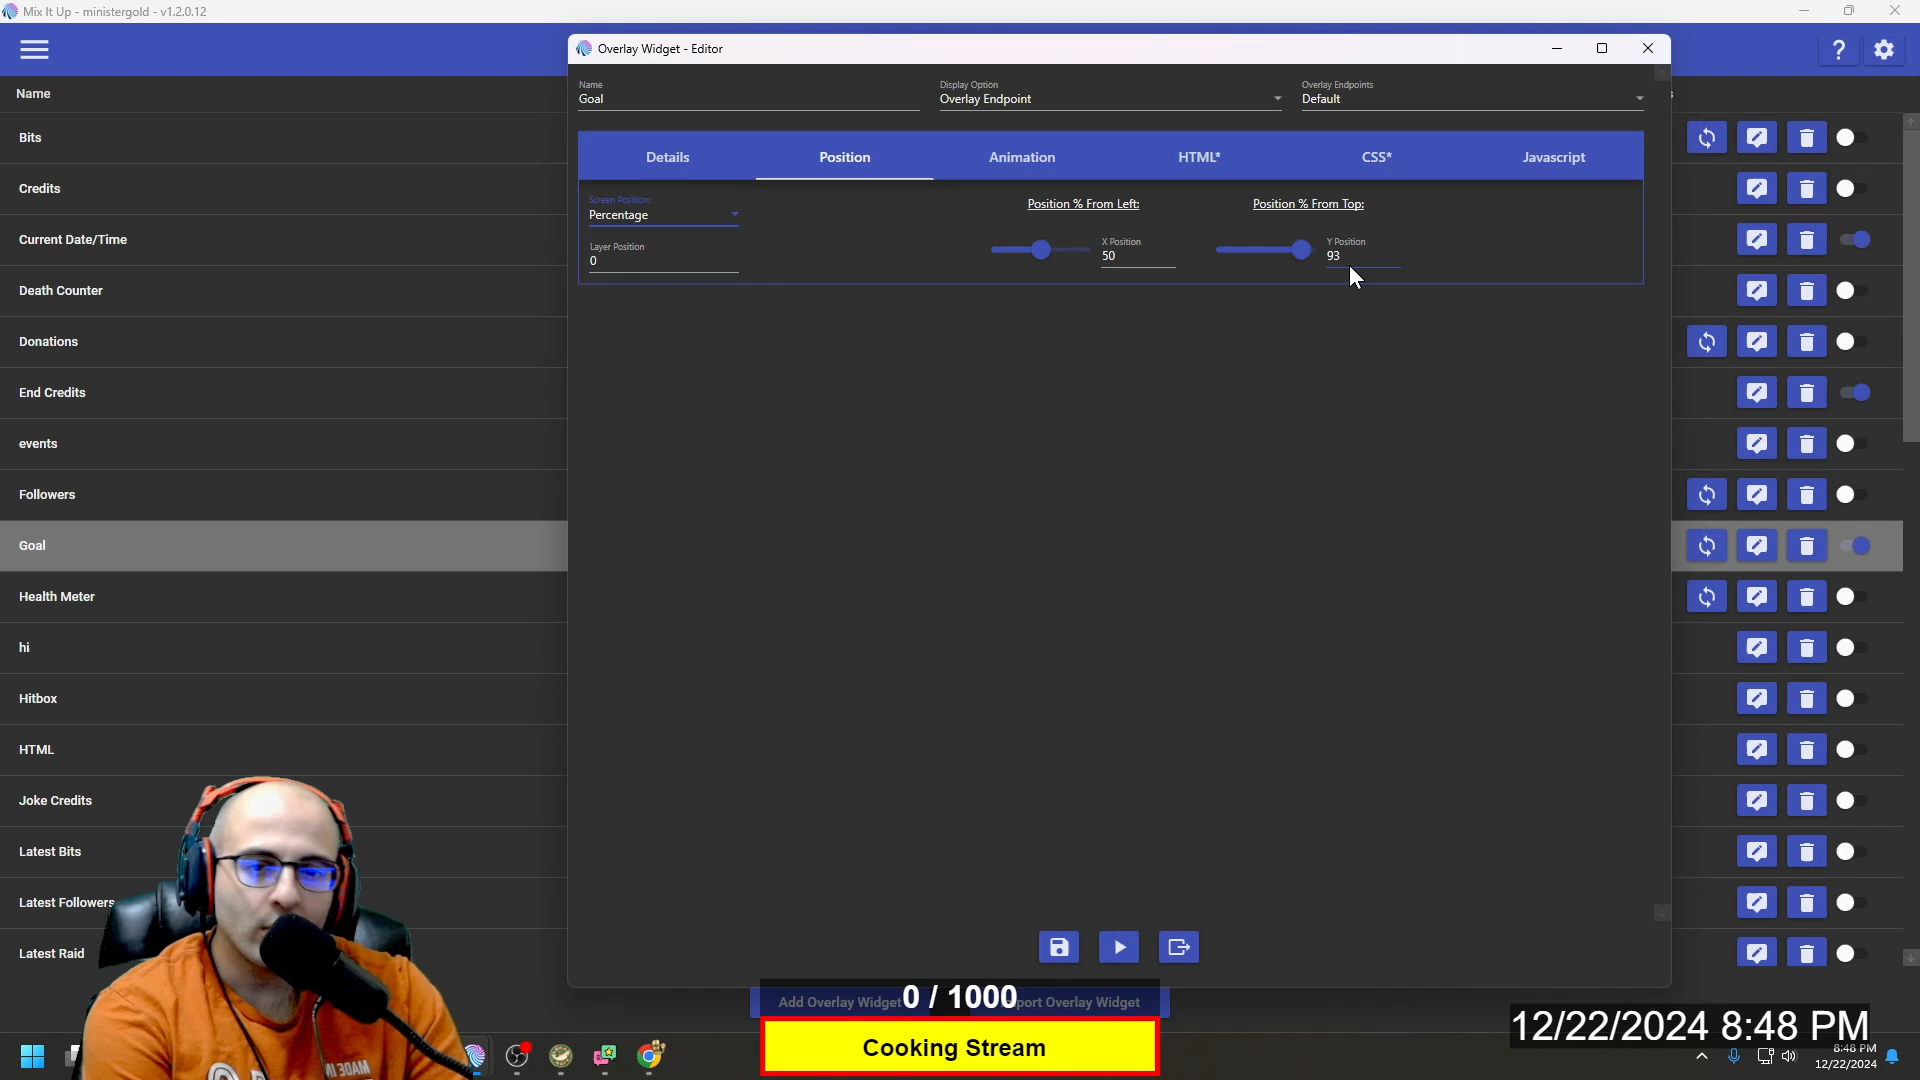 Mix It Up - ministergold - v1.2.0.12
Overlay Widget - Editor
Name
Goal
Display Option
Overlay Endpoint
Overlay Endpoints
Default
Details
Position
Animation
HTML*
CSS*
Javascript
Screen Position:
Percentage
Layer Position
0
Position % From Left:
X Position
50
Position % From Top:
Y Position
93
Name
Bits
Credits
Current Date/Time
Death Counter
Donations
End Credits
events
Followers
Goal
Health Meter
hi
Hitbox
HTML
Joke Credits
Latest Bits
Latest Followers
Latest Raid
Add Overlay Widget
port Overlay Widget
0 / 1000
Cooking Stream
12/22/2024 8:48 PM
8:48 PM
12/22/2024